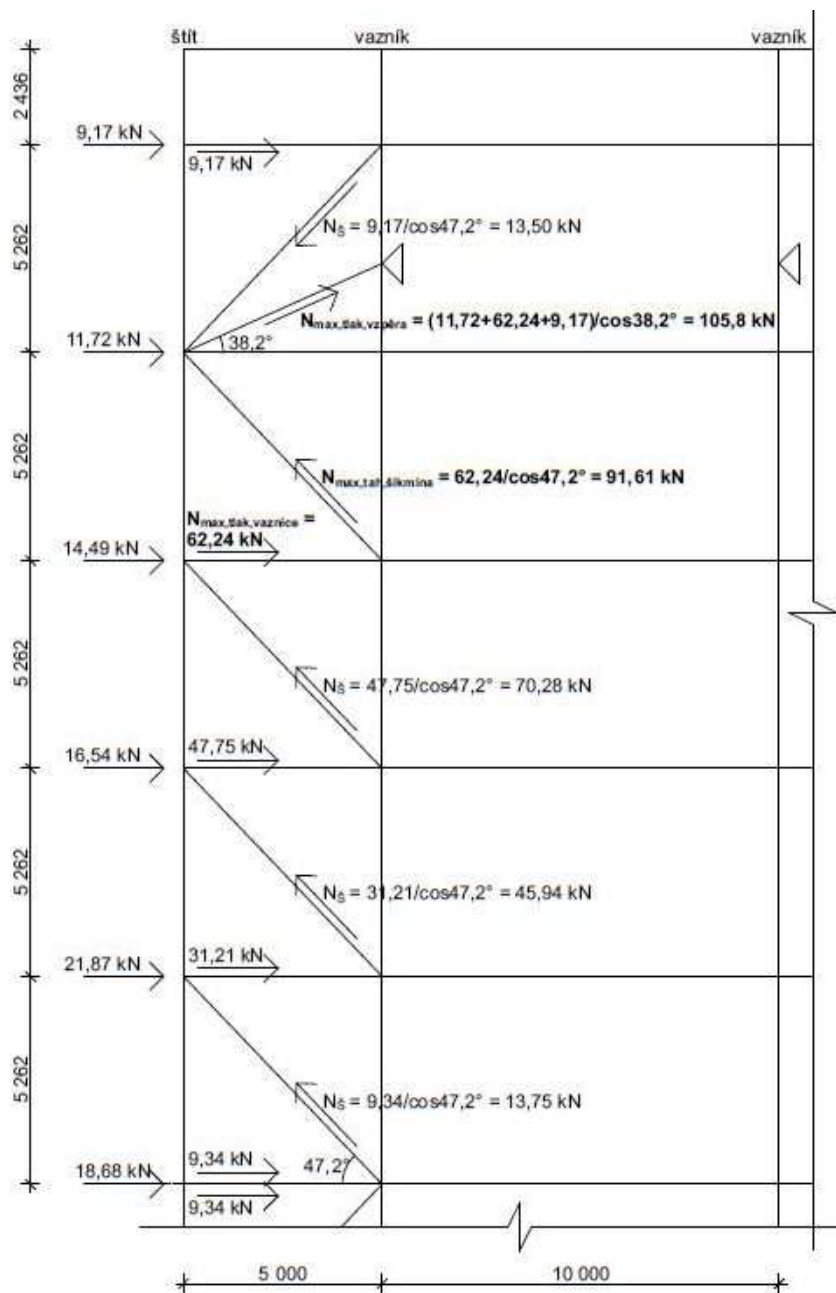 štít
vazník
vazník
2 436
9,17 kN
9,17 kN
5 262
N_Š = 9,17/cos47,2° = 13,50 kN
N_max,tlak,vzpěra = (11,72+62,24+9,17)/cos38,2° = 105,8 kN
38,2°
11,72 kN
5 262
N_max,tah,šikmina = 62,24/cos47,2° = 91,61 kN
N_max,tlak,vaznice =
62,24 kN
14,49 kN
5 262
N_Š = 47,75/cos47,2° = 70,28 kN
47,75 kN
16,54 kN
5 262
N_Š = 31,21/cos47,2° = 45,94 kN
31,21 kN
21,87 kN
5 262
N_Š = 9,34/cos47,2° = 13,75 kN
9,34 kN
47,2°
18,68 kN
9,34 kN
5 000
10 000